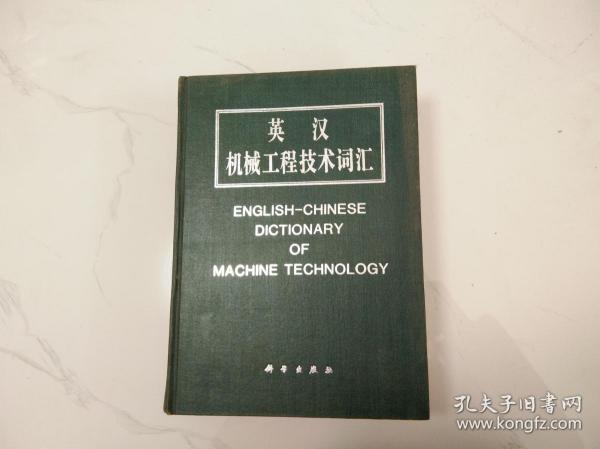 英汉
机械工程技术词汇
ENGLISH-CHINESE
DICTIONARY
OF
MACHINE TECHNOLOGY
科学出版社
孔夫子旧书网
www.kongfz.com